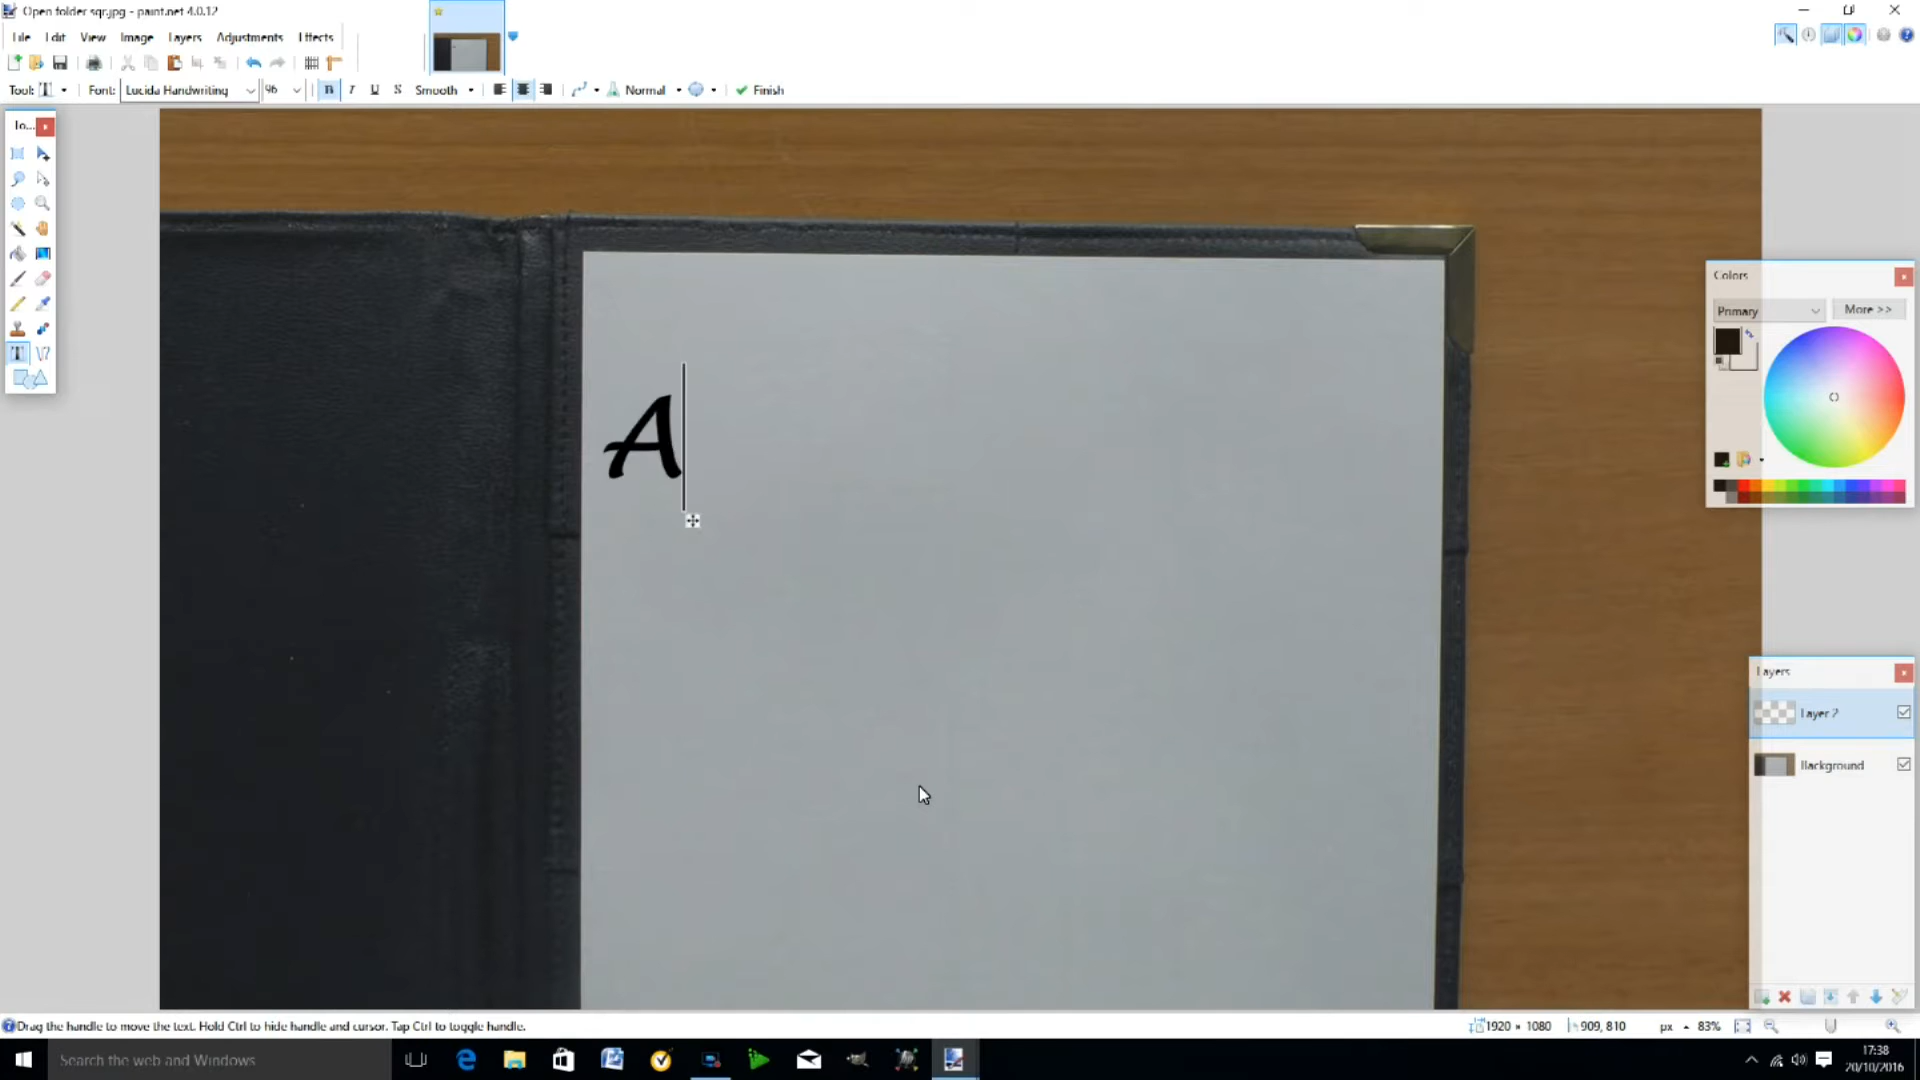 Open folder sqr.jpg - paint.net 4.0.12
File Edit View Image Layers Adjustments Effects
Tool: Font: Lucida Handwriting 96 B I U S Smooth Normal Finish
To...
Colors
Primary More >>
A
Layers
Layer 2
Background
Drag the handle to move the text. Hold Ctrl to hide handle and cursor. Tap Ctrl to toggle handle. 1920 × 1080 909, 810 px 83%
Search the web and Windows
17:38
20/10/2016